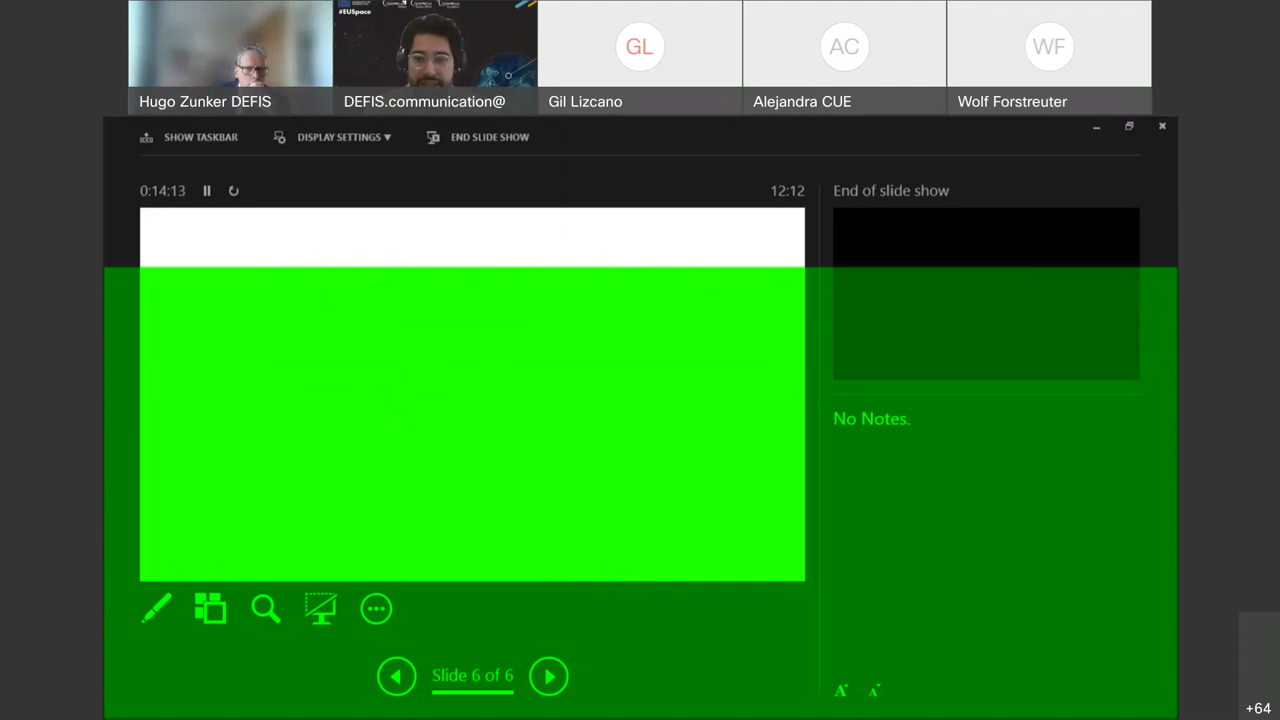 #EUSpace
GL
AC
WF
Hugo Zunker DEFIS
DEFIS.communication@
Gil Lizcano
Alejandra CUE
Wolf Forstreuter
SHOW TASKBAR
DISPLAY SETTINGS
END SLIDE SHOW
0:14:13
12:12
End of slide show
No Notes.
Slide 6 of 6
A
A
+64